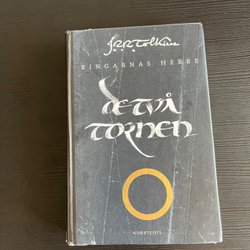 J.R.R. Tolkien
RINGARNAS HERRE
DE TVÅ
TORNEN
NORSTEDTS